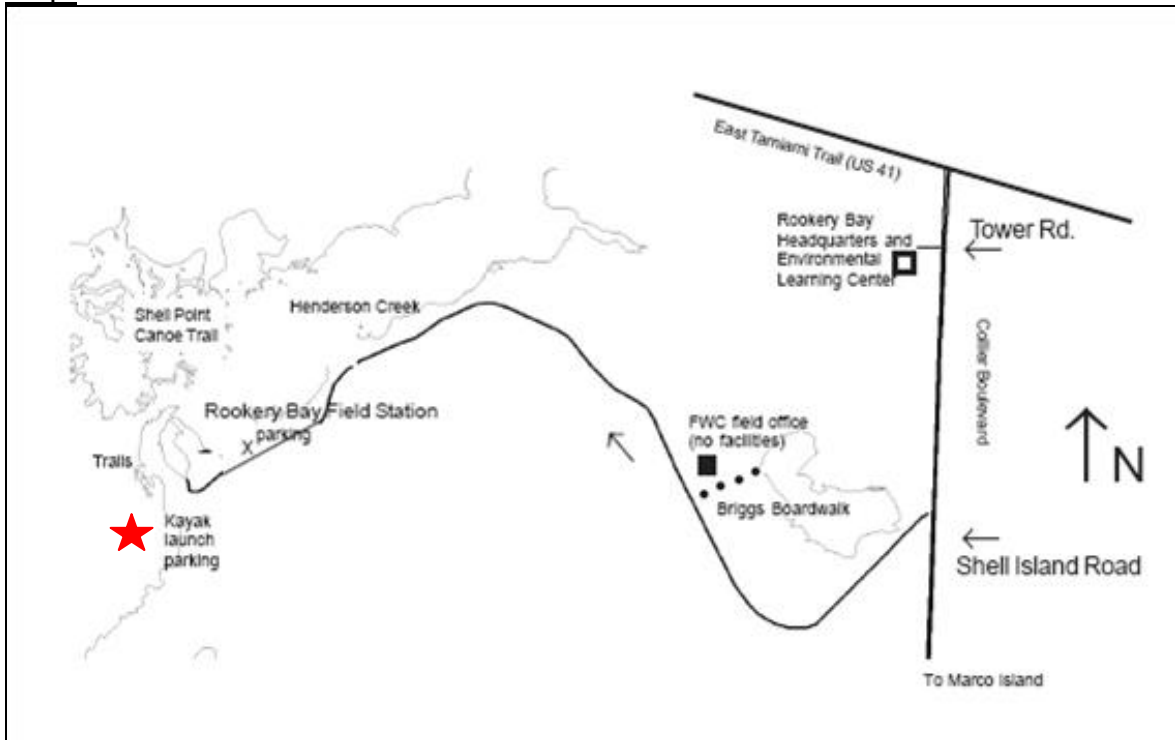 East Tamiami Trail (US 41)
Rookery Bay
Headquarters and
Environmental
Learning Center
Tower Rd.
Collier Boulevard
Henderson Creek
Shell Point
Canoe Trail
Rookery Bay Field Station
parking
X
Trails
FWC field office
(no facilities)
Briggs Boardwalk
N
Kayak
launch
parking
Shell Island Road
To Marco Island